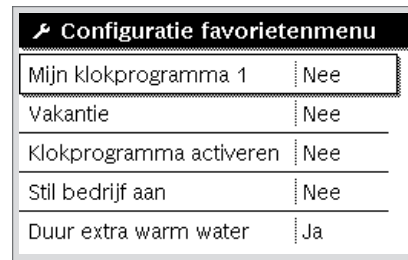 Configuratie favorietenmenu
Mijn klokprogramma 1 Nee
Vakantie Nee
Klokprogramma activeren Nee
Stil bedrijf aan Nee
Duur extra warm water Ja